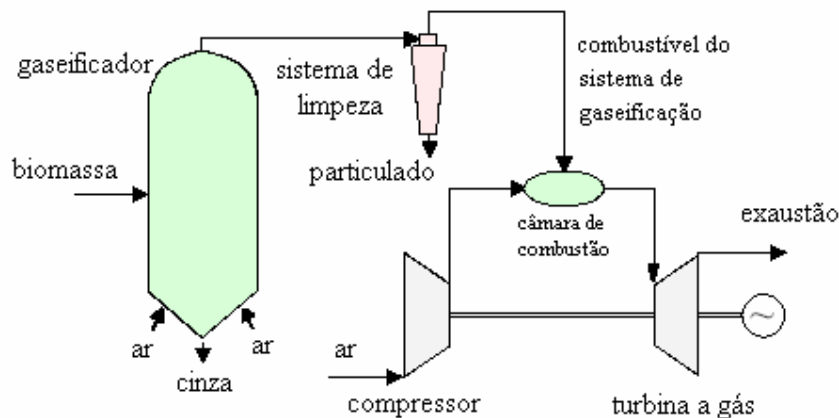 gaseificador
sistema de
limpeza
combustível do
sistema de
gaseificação
biomassa
particulado
câmara de
combustão
exaustão
ar
ar
cinza
ar
compressor
turbina a gás
~